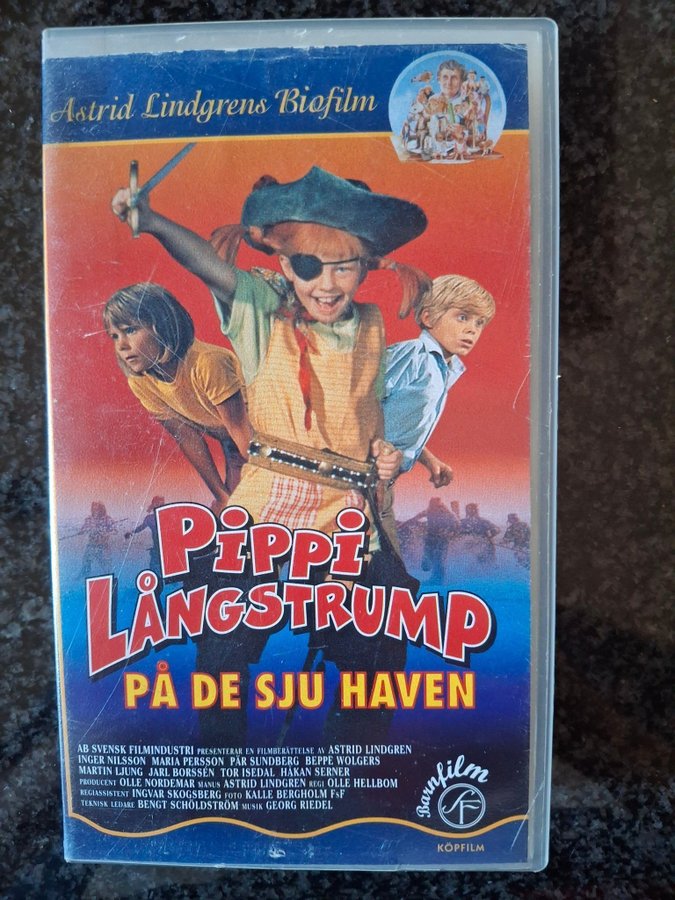 Astrid Lindgrens Biofilm
PIPPI
LÅNGSTRUMP
PÅ DE SJU HAVEN
AB SVENSK FILMINDUSTRI PRESENTERAR EN FILMBERÄTTELSE AV ASTRID LINDGREN
INGER NILSSON MARIA PERSSON PÄR SUNDBERG BEPPE WOLGERS
MARTIN LJUNG JARL BORSSÉN TOR ISEDAL HÅKAN SERNER
PRODUCENT OLLE NORDEMAR MANUS ASTRID LINDGREN REGI OLLE HELLBOM
REGIASSISTENT INGVAR SKOGSBERG FOTO KALLE BERGHOLM FSF
TEKNISK LEDARE BENGT SCHÖLDSTRÖM MUSIK GEORG RIEDEL
Barnfilm
SF
KÖPFILM